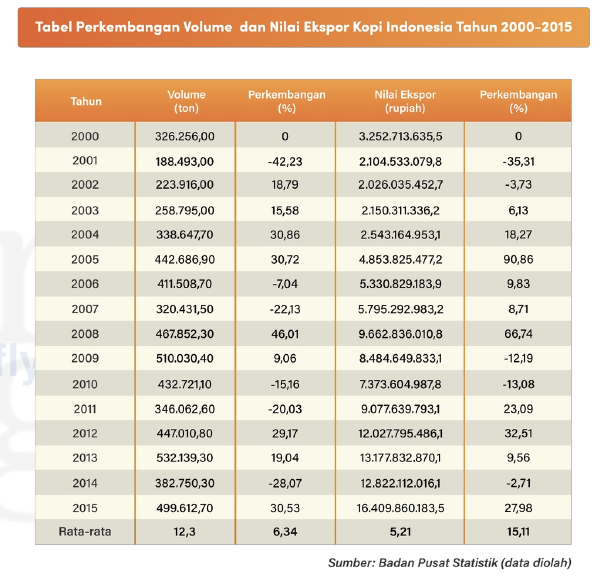 Tabel Perkembangan Volume dan Nilai Ekspor Kopi Indonesia Tahun 2000-2015
Tahun Volume (ton) Perkembangan (%) Nilai Ekspor (rupiah) Perkembangan (%)
2000 326.256,00 0 3.252.713.635,5 0
2001 188.493,00 -42,23 2.104.533.079,8 -35,31
2002 223.916,00 18,79 2.026.035.452,7 -3,73
2003 258.795,00 15,58 2.150.311.336,2 6,13
2004 338.647,70 30,86 2.543.164.953,1 18,27
2005 442.686,90 30,72 4.853.825.477,2 90,86
2006 411.508,70 -7,04 5.330.829.183,9 9,83
2007 320.431,50 -22,13 5.795.292.983,2 8,71
2008 467.852,30 46,01 9.662.836.010,8 66,74
2009 510.030,40 9,06 8.484.649.833,1 -12,19
2010 432.721,10 -15,16 7.373.604.987,8 -13,08
2011 346.062,60 -20,03 9.077.639.793,1 23,09
2012 447.010,80 29,17 12.027.795.486,1 32,51
2013 532.139,30 19,04 13.177.832.870,1 9,56
2014 382.750,30 -28,07 12.822.112.016,1 -2,71
2015 499.612,70 30,53 16.409.860.183,5 27,98
Rata-rata 12,3 6,34 5,21 15,11
Sumber: Badan Pusat Statistik (data diolah)